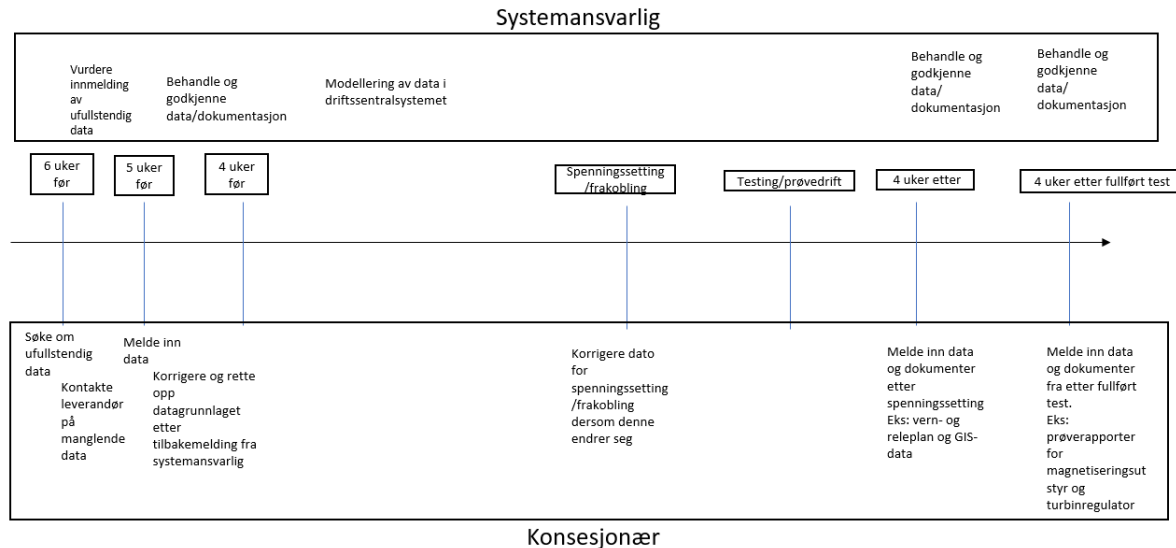 Systemansvarlig
Vurdere
innmelding
av
ufullstendig
data
Behandle og
godkjenne
data/dokumentasjon
Modellering av data i
driftssentralsystemet
Behandle og
godkjenne
data/
dokumentasjon
Behandle og
godkjenne
data/
dokumentasjon
6 uker
før
5 uker
før
4 uker
før
Spenningssetting
/frakobling
Testing/prøvedrift
4 uker etter
4 uker etter fullført test
Søke om
ufullstendig
data
Kontakte
leverandør
på
manglende
data
Melde inn
data
Korrigere og rette
opp
datagrunnlaget
etter
tilbakemelding fra
systemansvarlig
Korrigere dato
for
spenningssetting
/frakobling
dersom denne
endrer seg
Melde inn data
og dokumenter
etter
spenningssetting
Eks: vern- og
releplan og GIS-
data
Melde inn data
og dokumenter
fra etter fullført
test.
Eks:
prøverapporter
for
magnetiseringsut
styr og
turbinregulator
Konsesjonær